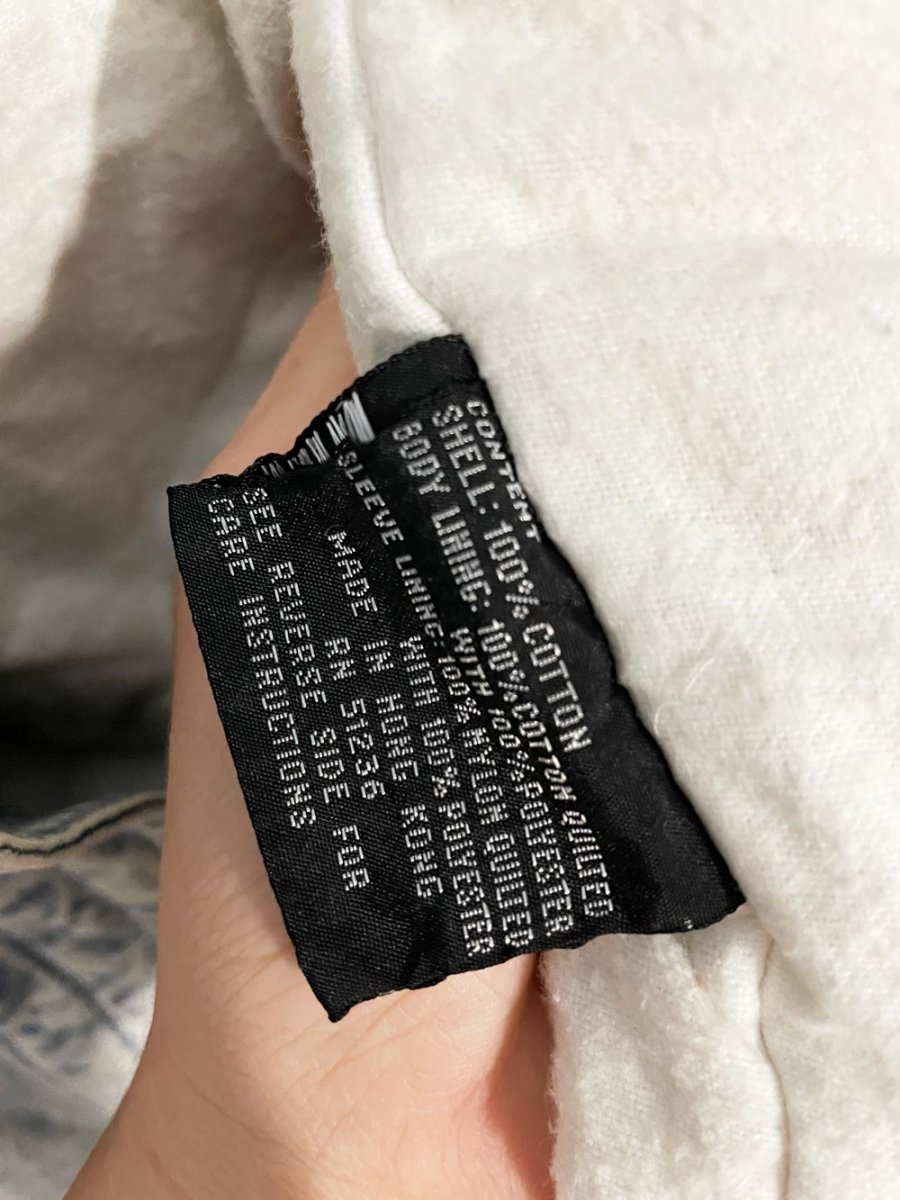 CONTENT
SHELL: 100% COTTON
BODY LINING: 100% COTTON QUILTED
WITH 100% POLYESTER
SLEEVE LINING: 100% NYLON QUILTED
WITH 100% POLYESTER
MADE IN HONG KONG
RN 51236
SEE REVERSE SIDE FOR
CARE INSTRUCTIONS